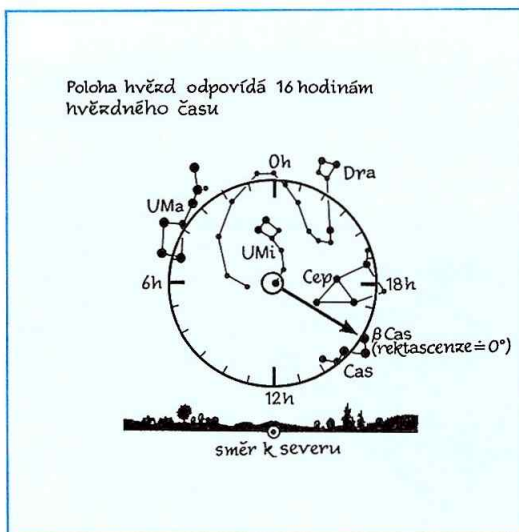 Poloha hvězd odpovídá 16 hodinám
hvězdného času
0h
Dra
UMa
UMi
6h
Cep
18h
β Cas
(rektascenze ≐ 0°)
Cas
12h
směr k severu